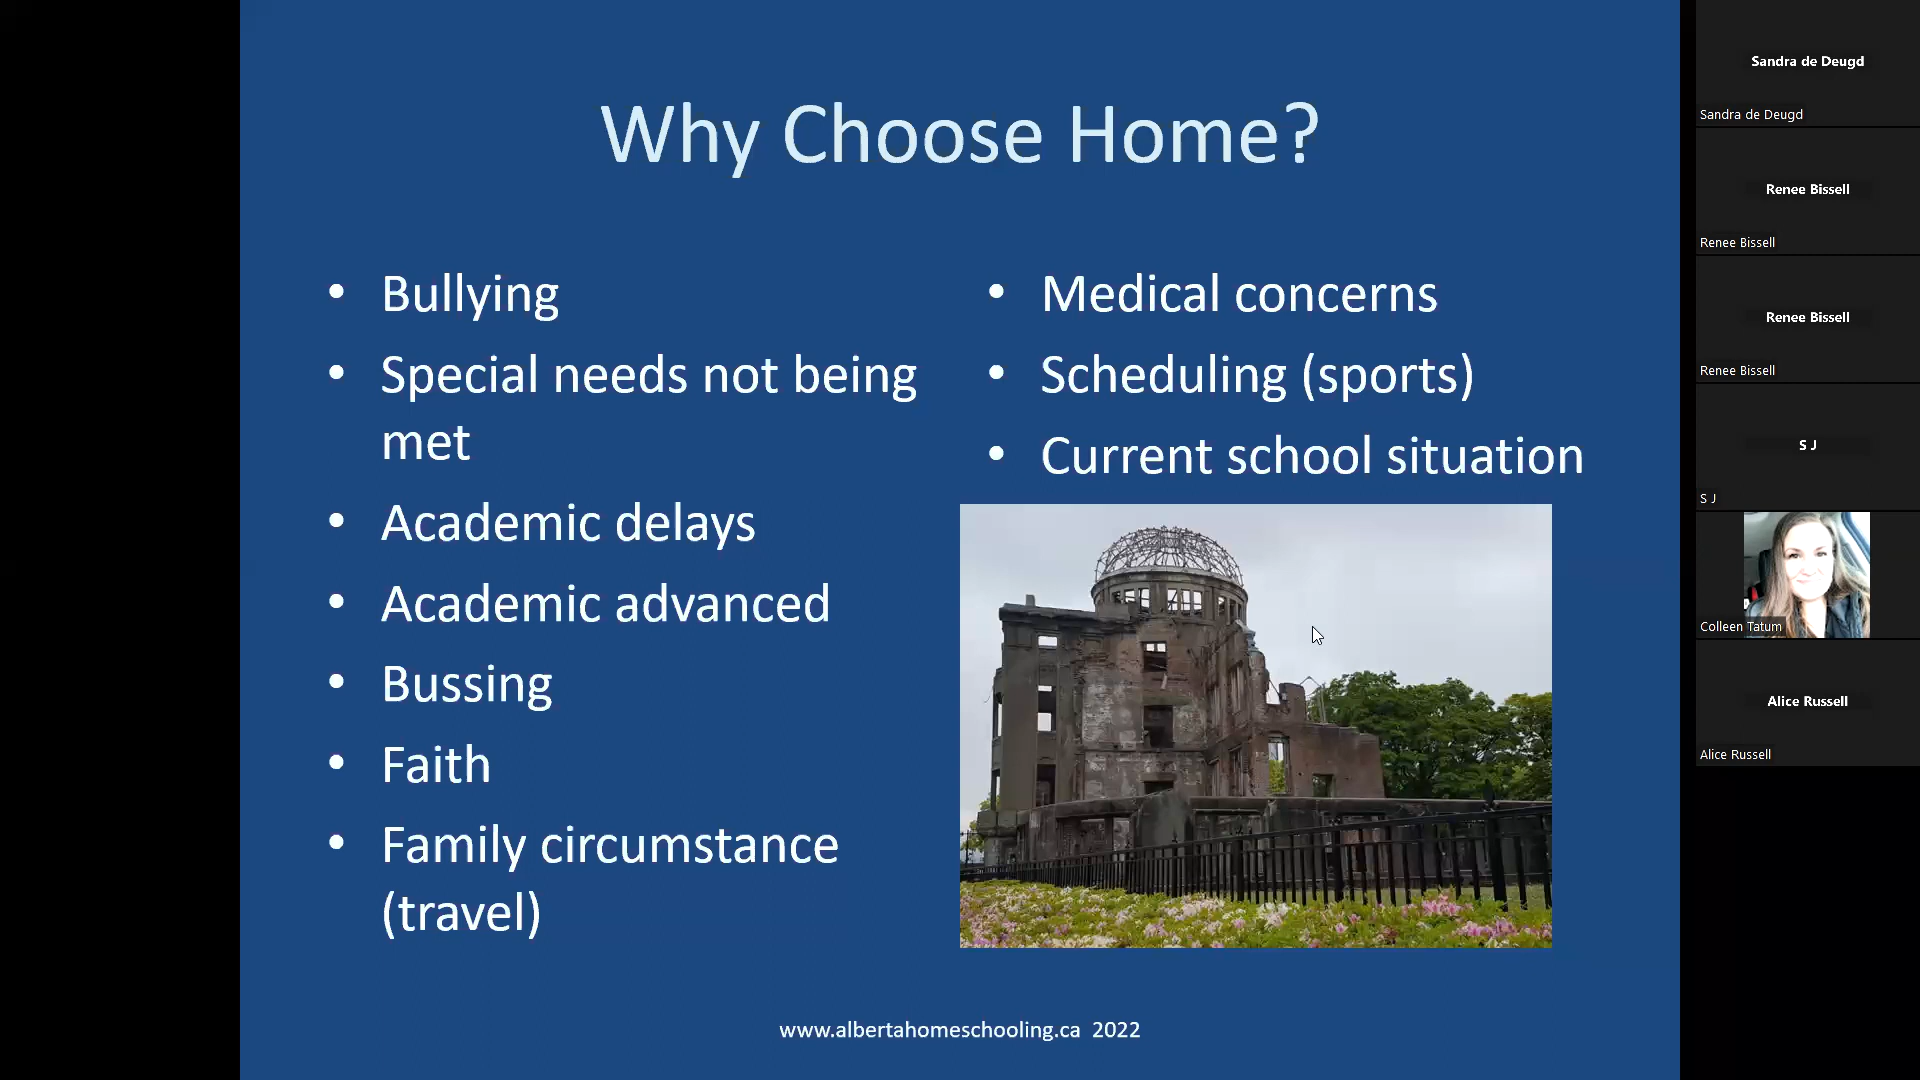 Why Choose Home?
• Bullying
• Special needs not being
met
• Academic delays
• Academic advanced
• Bussing
• Faith
• Family circumstance
(travel)
• Medical concerns
• Scheduling (sports)
• Current school situation
www.albertahomeschooling.ca 2022
Sandra de Deugd
Sandra de Deugd
Renee Bissell
Renee Bissell
Renee Bissell
Renee Bissell
S J
S J
Colleen Tatum
Alice Russell
Alice Russell